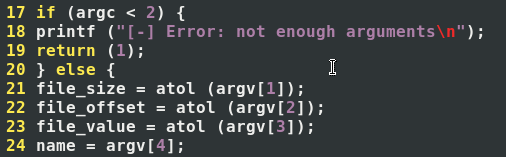 17 if (argc < 2) {
18 printf ("[-] Error: not enough arguments\n");
19 return (1);
20 } else {
21 file_size = atol (argv[1]);
22 file_offset = atol (argv[2]);
23 file_value = atol (argv[3]);
24 name = argv[4];